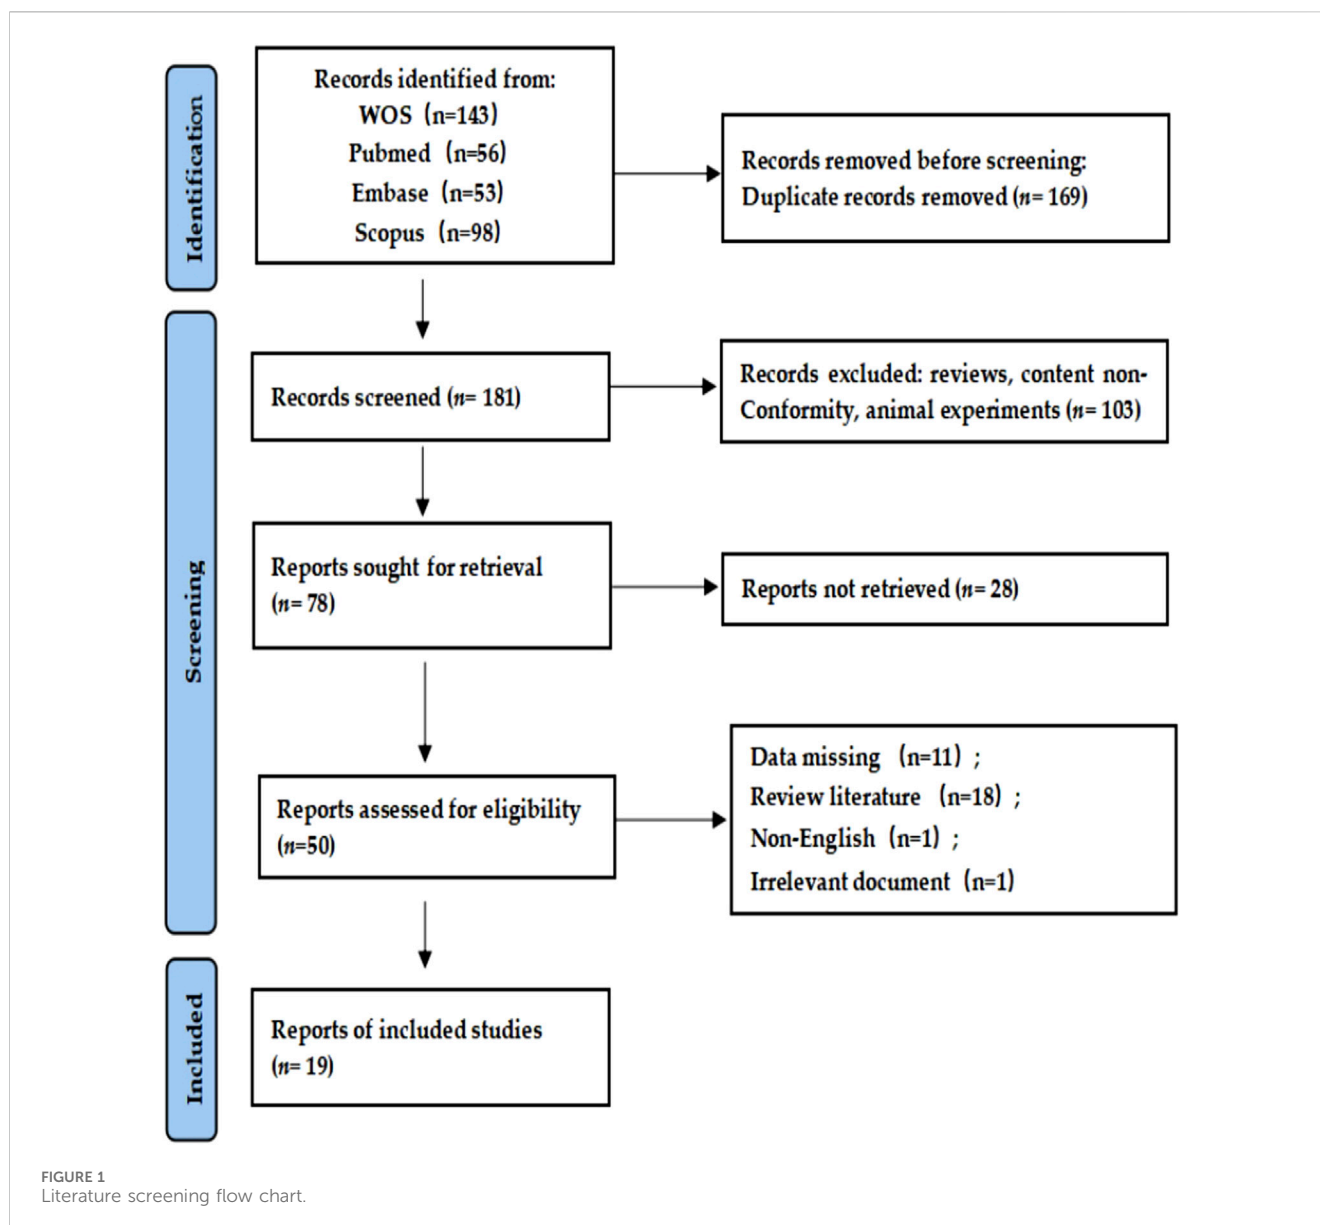 Identification
Records identified from:
WOS (n=143)
Pubmed (n=56)
Embase (n=53)
Scopus (n=98)
Records removed before screening:
Duplicate records removed (n= 169)
Screening
Records screened (n= 181)
Records excluded: reviews, content non-
Conformity, animal experiments (n= 103)
Reports sought for retrieval
(n= 78)
Reports not retrieved (n= 28)
Reports assessed for eligibility
(n=50)
Data missing (n=11) ;
Review literature (n=18) ;
Non-English (n=1) ;
Irrelevant document (n=1)
Included
Reports of included studies
(n= 19)
FIGURE 1
Literature screening flow chart.